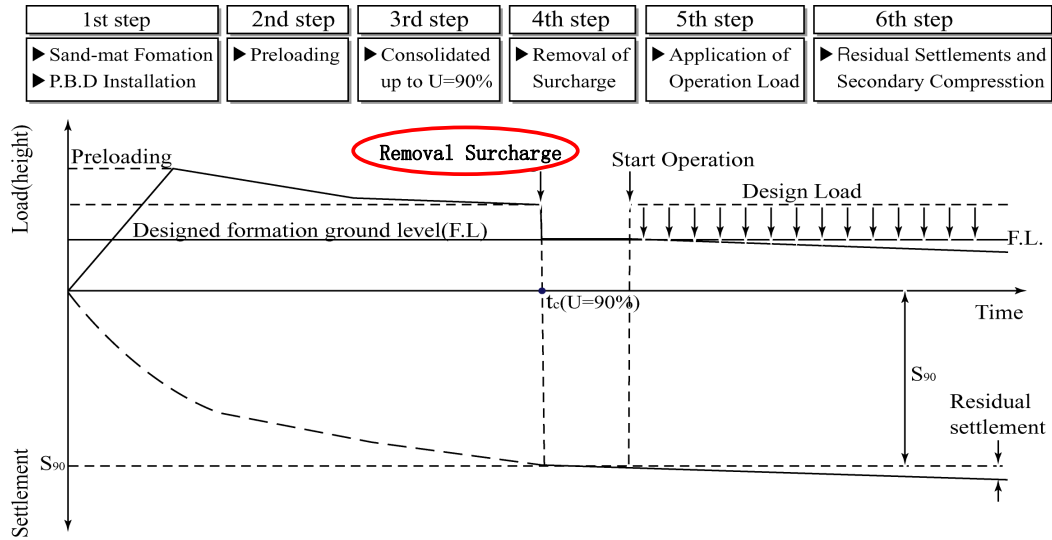 1st step
2nd step
3rd step
4th step
5th step
6th step
▶ Sand-mat Fomation
▶ P.B.D Installation
▶ Preloading
▶ Consolidated
up to U=90%
▶ Removal of
Surcharge
▶ Application of
Operation Load
▶ Residual Settlements and
Secondary Compresstion
Load(height)
Preloading
Removal Surcharge
Start Operation
Design Load
Designed formation ground level(F.L)
F.L.
tc(U=90%)
Time
S90
Residual
settlement
S90
Settlement